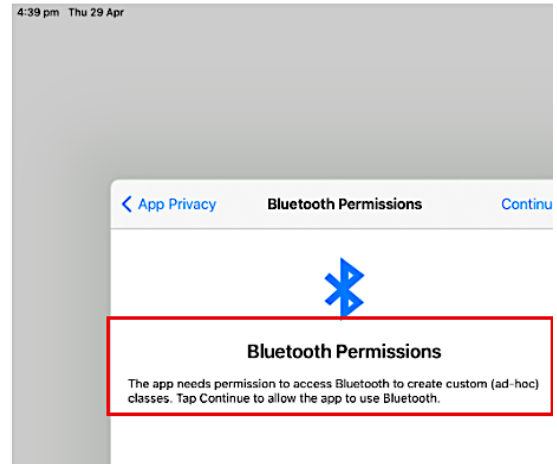 4:39 pm Thu 29 Apr
App Privacy Bluetooth Permissions Continu
Bluetooth Permissions
The app needs permission to access Bluetooth to create custom (ad-hoc)
classes. Tap Continue to allow the app to use Bluetooth.